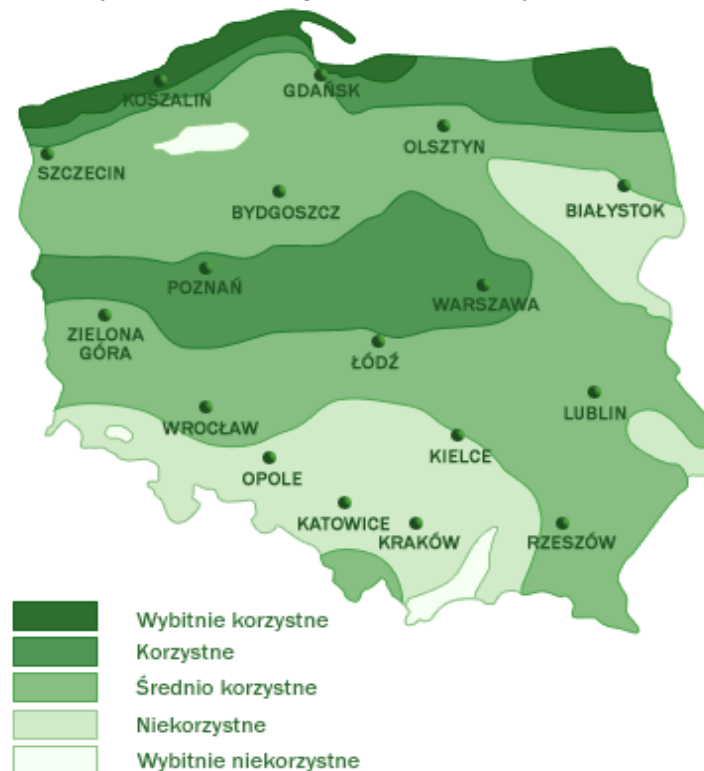 KOSZALIN
GDAŃSK
OLSZTYN
SZCZECIN
BYDGOSZCZ
BIAŁYSTOK
POZNAŃ
WARSZAWA
ZIELONA
GÓRA
ŁÓDŹ
WROCŁAW
LUBLIN
OPOLE
KIELCE
KATOWICE
KRAKÓW
RZESZÓW
Wybitnie korzystne
Korzystne
Średnio korzystne
Niekorzystne
Wybitnie niekorzystne